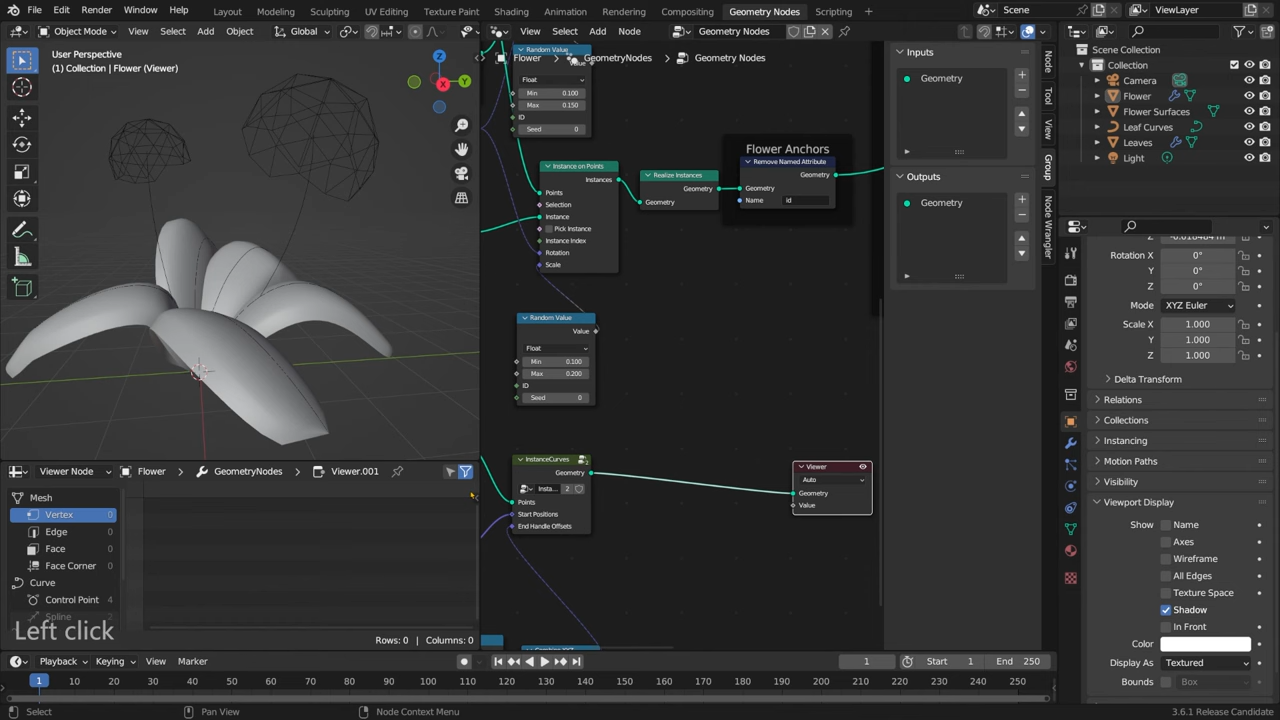 File Edit Render Window Help
Layout Modeling Sculpting UV Editing Texture Paint Shading Animation Rendering Compositing Geometry Nodes Scripting
Scene
ViewLayer
Object Mode
Global
View Select Add Object
User Perspective
(1) Collection | Flower (Viewer)
View Select Add Node
Geometry Nodes
Random Value
Flower GeometryNodes Geometry Nodes
Value
Float
Min 0.100
Max 0.150
ID
Seed 0
Instance on Points
Instances
Points
Selection
Instance
Pick Instance
Instance Index
Rotation
Scale
Realize Instances
Geometry
Geometry
Flower Anchors
Remove Named Attribute
Geometry
Geometry
Name id
Random Value
Value
Float
Min 0.100
Max 0.200
ID
Seed 0
InstanceCurves
Geometry
Insta... 2
Points
Start Positions
End Handle Offsets
Viewer
Auto
Geometry
Value
Inputs
Geometry
Outputs
Geometry
Node
Tool
View
Group
Node Wrangler
Scene Collection
Collection
Camera
Flower
Flower Surfaces
Leaf Curves
Leaves
Light
Rotation X 0°
Y 0°
Z 0°
Mode XYZ Euler
Scale X 1.000
Y 1.000
Z 1.000
Delta Transform
Relations
Collections
Instancing
Motion Paths
Visibility
Viewport Display
Show Name
Axes
Wireframe
All Edges
Texture Space
Shadow
In Front
Color
Display As Textured
Bounds Box
Viewer Node
Flower GeometryNodes Viewer.001
Mesh
Vertex 0
Edge 0
Face 0
Face Corner 0
Curve
Control Point 4
Spline
Left click
Rows: 0 | Columns: 0
Playback Keying View Marker
1
Start 1
End 250
1 10 20 30 40 50 60 70 80 90 100 110 120 130 140 150 160 170 180 190 200 210 220 230 240 250
Select
Pan View
Node Context Menu
3.6.1 Release Candidate